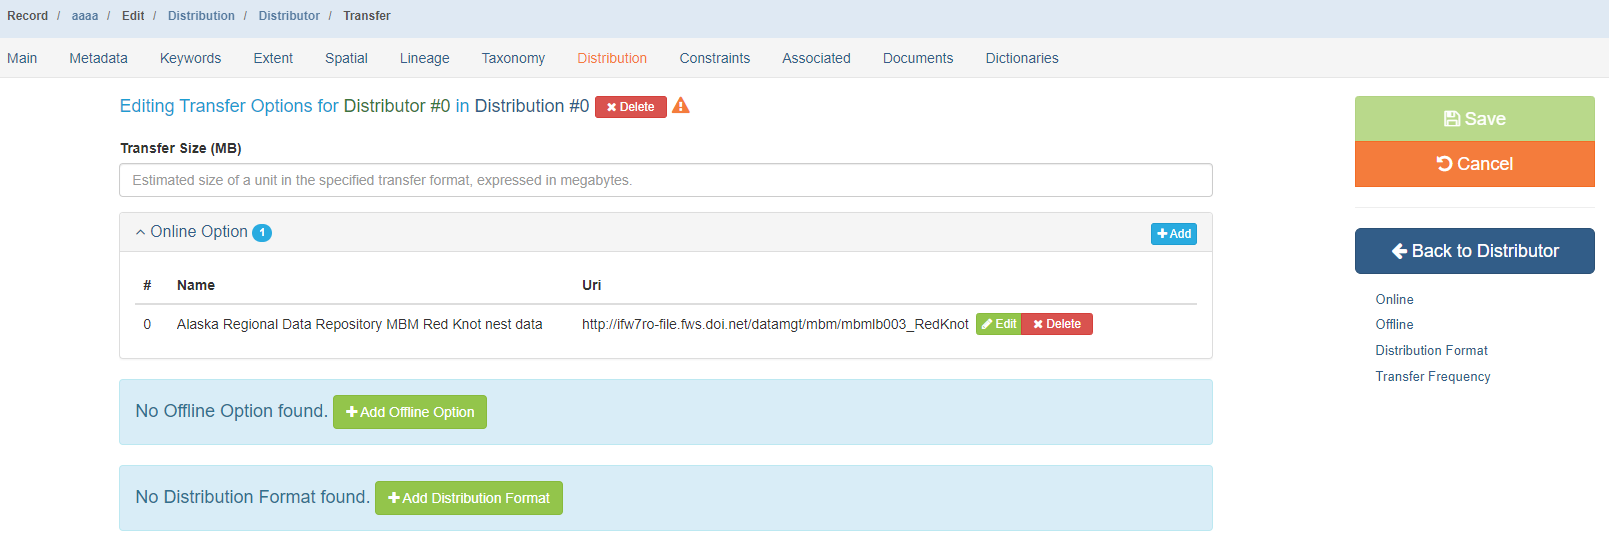 Record / aaaa / Edit / Distribution / Distributor / Transfer
Main Metadata Keywords Extent Spatial Lineage Taxonomy Distribution Constraints Associated Documents Dictionaries
Editing Transfer Options for Distributor #0 in Distribution #0 Delete
Transfer Size (MB)
Estimated size of a unit in the specified transfer format, expressed in megabytes.
Online Option 1 Add
# Name Uri
0 Alaska Regional Data Repository MBM Red Knot nest data http://ifw7ro-file.fws.doi.net/datamgt/mbm/mbmlb003_RedKnot Edit Delete
No Offline Option found. Add Offline Option
No Distribution Format found. Add Distribution Format
Save
Cancel
Back to Distributor
Online
Offline
Distribution Format
Transfer Frequency